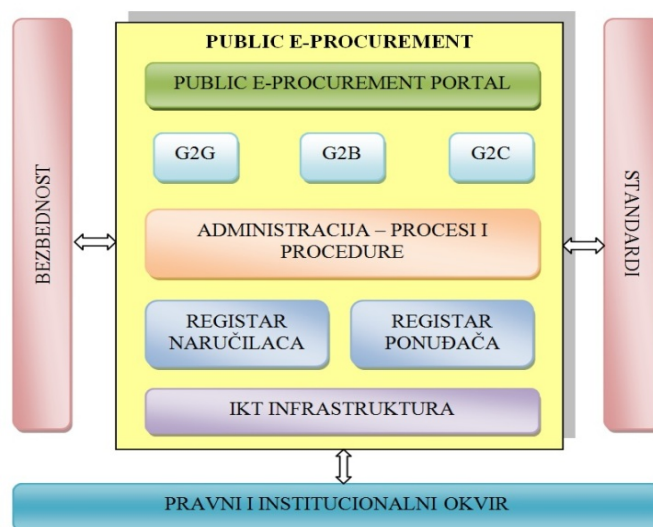 PUBLIC E-PROCUREMENT
PUBLIC E-PROCUREMENT PORTAL
G2G
G2B
G2C
BEZBEDNOST
ADMINISTRACIJA – PROCESI I
PROCEDURE
STANDARDI
REGISTAR
NARUČILACA
REGISTAR
PONUĐAČA
IKT INFRASTRUKTURA
PRAVNI I INSTITUCIONALNI OKVIR